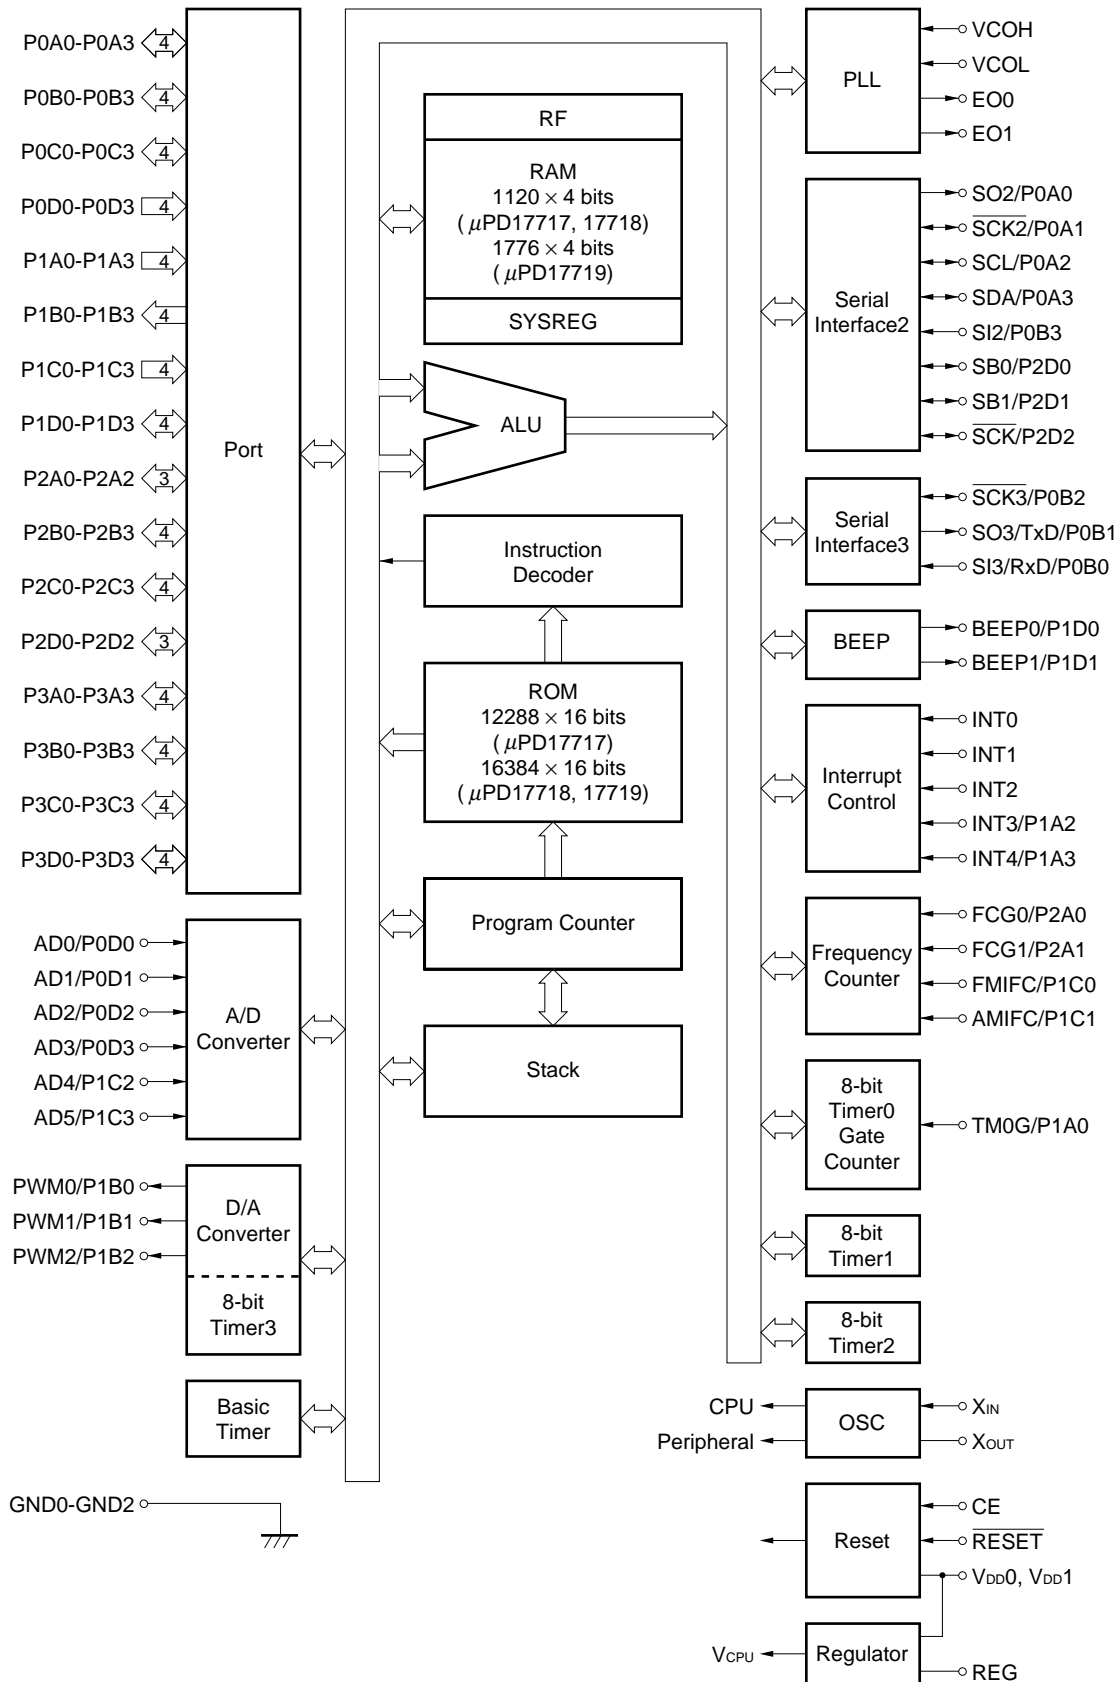 P0A0-P0A3
4
P0B0-P0B3
4
P0C0-P0C3
4
P0D0-P0D3
4
P1A0-P1A3
4
P1B0-P1B3
4
P1C0-P1C3
4
P1D0-P1D3
4
P2A0-P2A2
3
P2B0-P2B3
4
P2C0-P2C3
4
P2D0-P2D2
3
P3A0-P3A3
4
P3B0-P3B3
4
P3C0-P3C3
4
P3D0-P3D3
4
Port
AD0/P0D0
AD1/P0D1
AD2/P0D2
AD3/P0D3
AD4/P1C2
AD5/P1C3
A/D
Converter
PWM0/P1B0
PWM1/P1B1
PWM2/P1B2
D/A
Converter
8-bit
Timer3
Basic
Timer
GND0-GND2
RF
RAM
1120 × 4 bits
( μPD17717, 17718)
1776 × 4 bits
( μPD17719)
SYSREG
ALU
Instruction
Decoder
ROM
12288 × 16 bits
( μPD17717)
16384 × 16 bits
( μPD17718, 17719)
Program Counter
Stack
PLL
VCOH
VCOL
EO0
EO1
Serial
Interface2
SO2/P0A0
S̅C̅K̅2̅/P0A1
SCL/P0A2
SDA/P0A3
SI2/P0B3
SB0/P2D0
SB1/P2D1
S̅C̅K̅/P2D2
Serial
Interface3
S̅C̅K̅3̅/P0B2
SO3/TxD/P0B1
SI3/RxD/P0B0
BEEP
BEEP0/P1D0
BEEP1/P1D1
Interrupt
Control
INT0
INT1
INT2
INT3/P1A2
INT4/P1A3
Frequency
Counter
FCG0/P2A0
FCG1/P2A1
FMIFC/P1C0
AMIFC/P1C1
8-bit
Timer0
Gate
Counter
TM0G/P1A0
8-bit
Timer1
8-bit
Timer2
CPU
Peripheral
OSC
XIN
XOUT
Reset
CE
R̅E̅S̅E̅T̅
VDD0, VDD1
VCPU
Regulator
REG